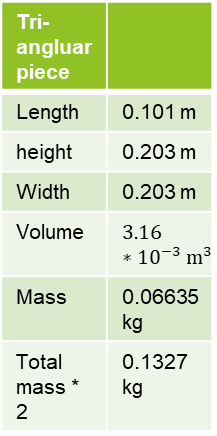 Tri-
angluar
piece
Length 0.101 m
height 0.203 m
Width 0.203 m
Volume 3.16
* 10⁻³ m³
Mass 0.06635
kg
Total 0.1327
mass * kg
2